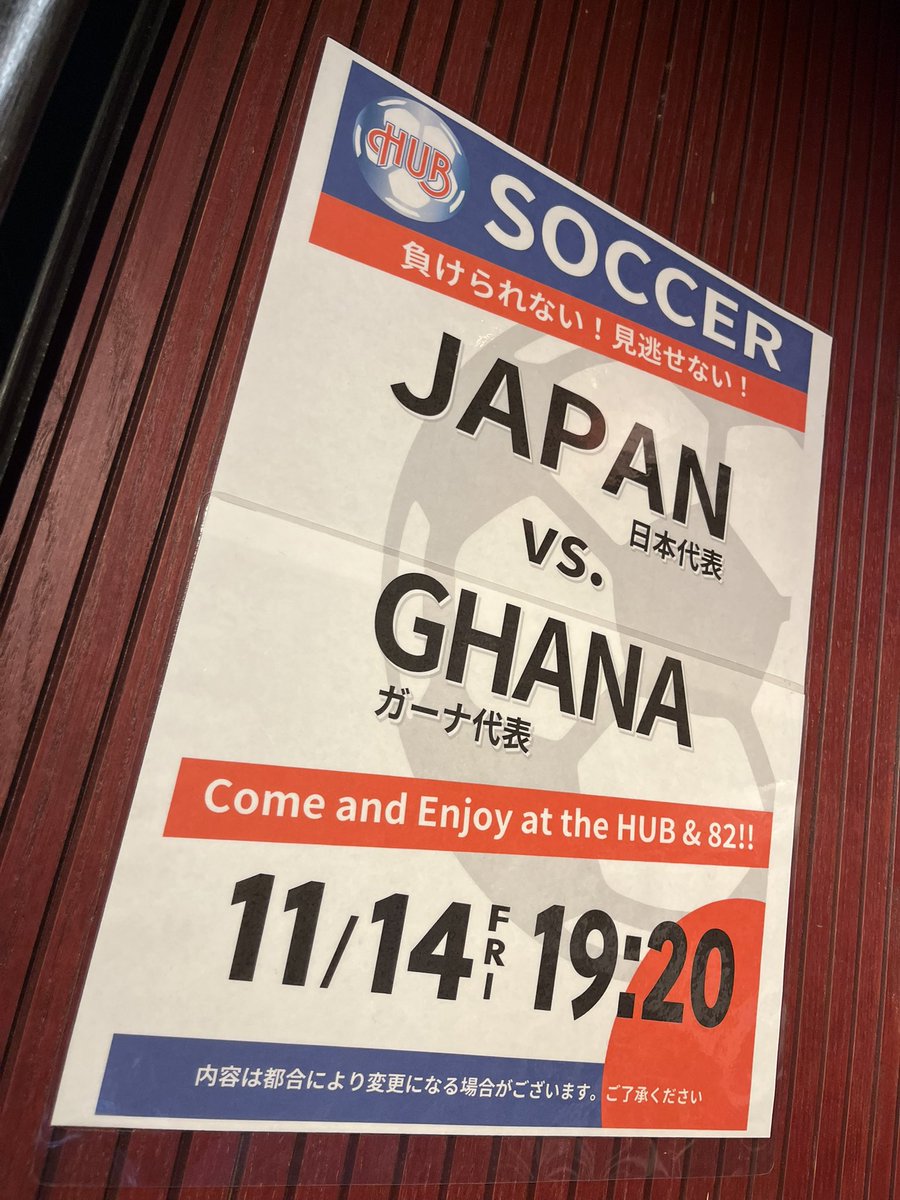 HUB
SOCCER
負けられない！見逃せない！
JAPAN
日本代表
vs.
GHANA
ガーナ代表
Come and Enjoy at the HUB & 82!!
11/14 FRI 19:20
内容は都合により変更になる場合がございます。ご了承ください